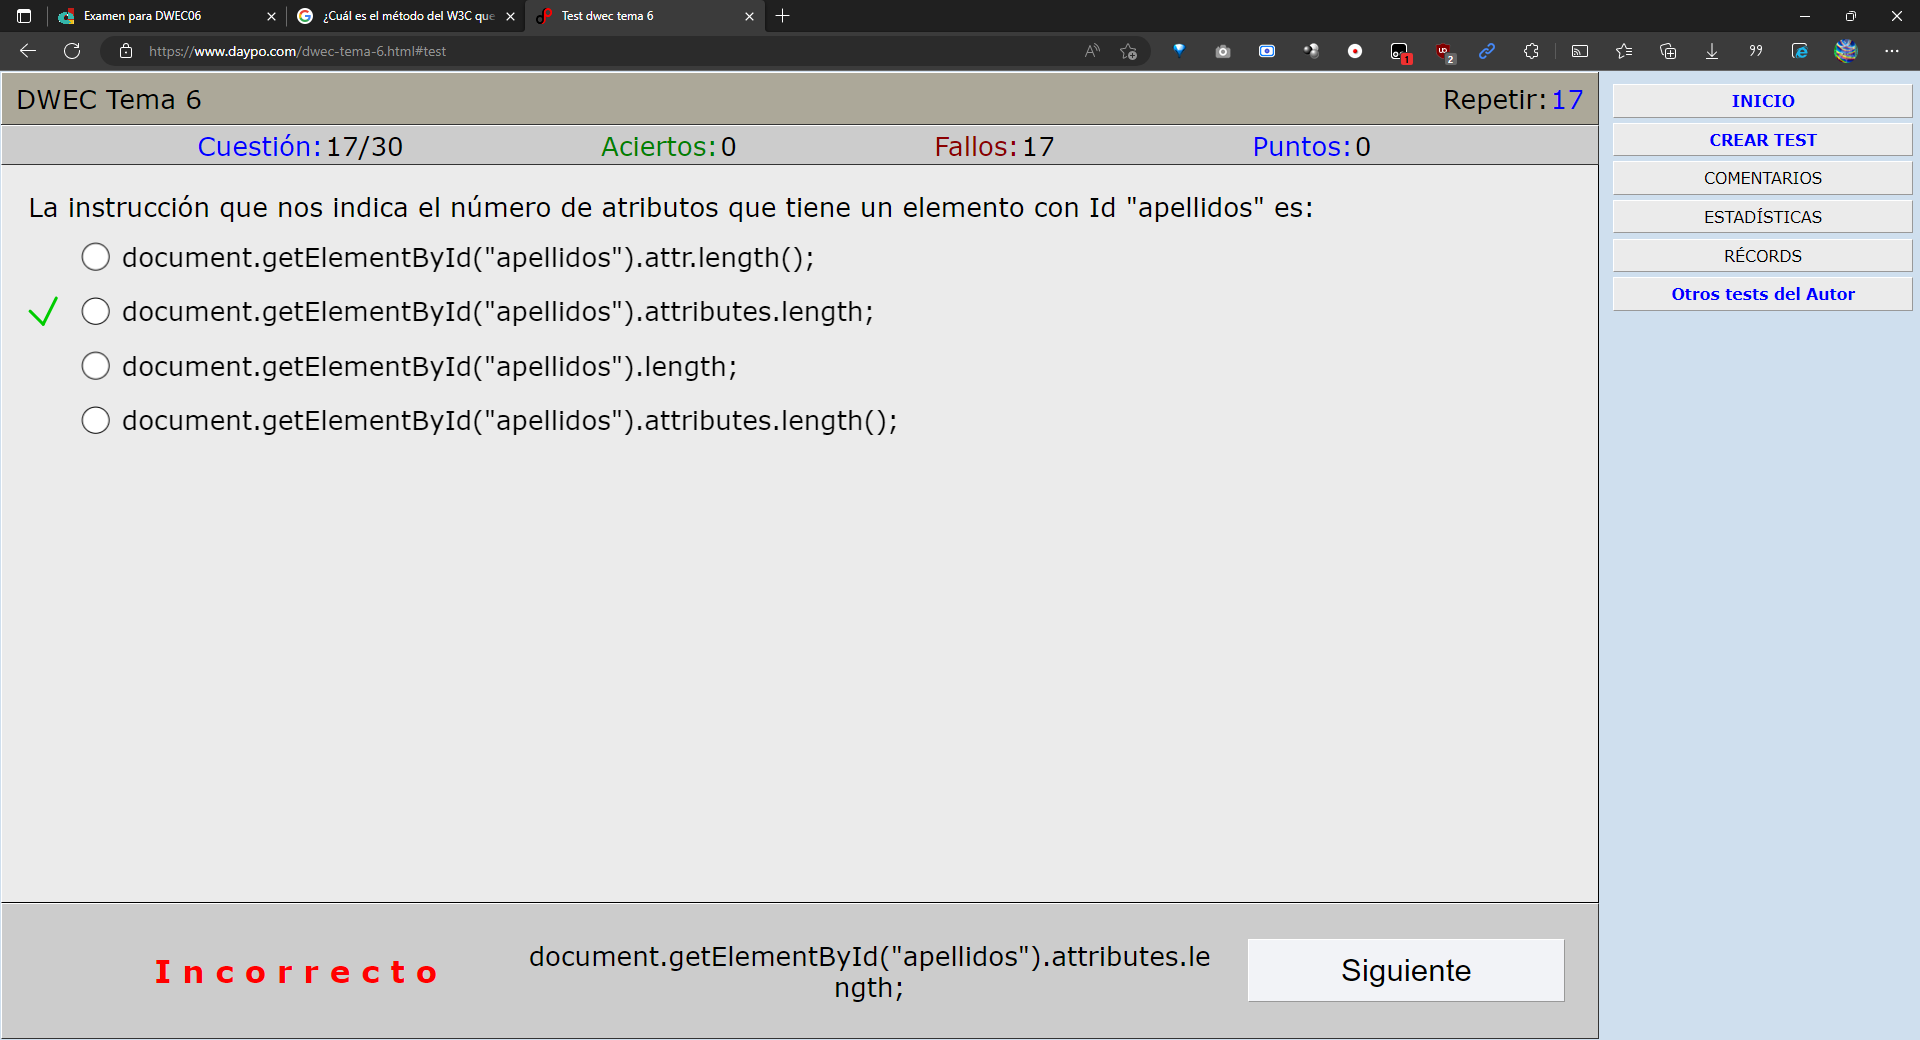 Examen para DWEC06
¿Cuál es el método del W3C que
Test dwec tema 6
https://www.daypo.com/dwec-tema-6.html#test
1
2
DWEC Tema 6
Repetir: 17
Cuestión: 17/30
Aciertos: 0
Fallos: 17
Puntos: 0
La instrucción que nos indica el número de atributos que tiene un elemento con Id "apellidos" es:
document.getElementById("apellidos").attr.length();
document.getElementById("apellidos").attributes.length;
document.getElementById("apellidos").length;
document.getElementById("apellidos").attributes.length();
Incorrecto
document.getElementById("apellidos").attributes.le
ngth;
Siguiente
INICIO
CREAR TEST
COMENTARIOS
ESTADÍSTICAS
RÉCORDS
Otros tests del Autor